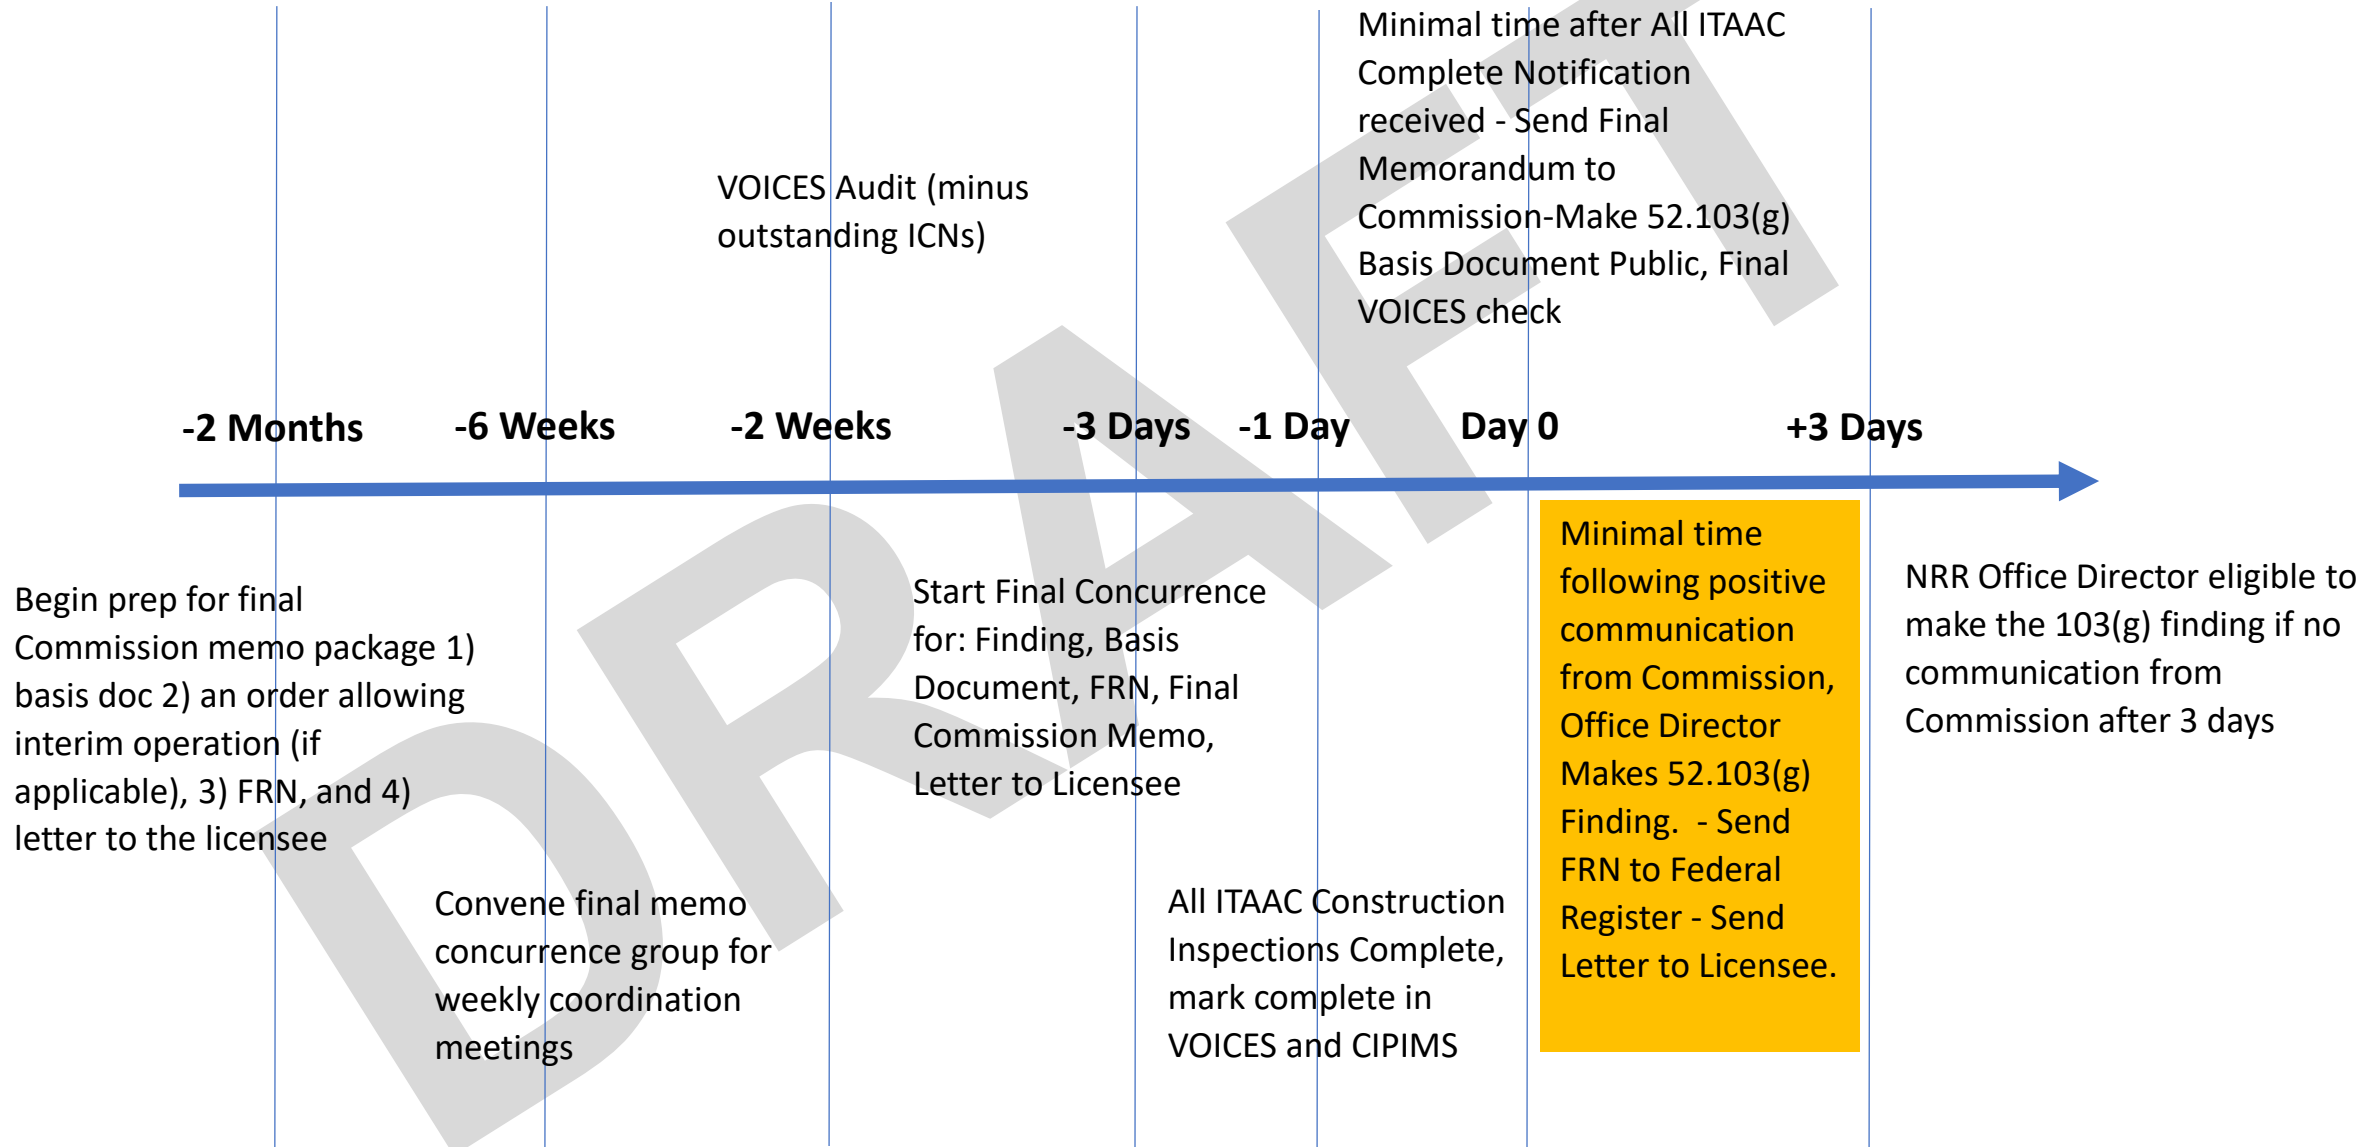 Minimal time after All ITAAC
Complete Notification
received - Send Final
Memorandum to
Commission-Make 52.103(g)
Basis Document Public, Final
VOICES check
VOICES Audit (minus
outstanding ICNs)
-2 Months
-6 Weeks
-2 Weeks
-3 Days
-1 Day
Day 0
+3 Days
Begin prep for final
Commission memo package 1)
basis doc 2) an order allowing
interim operation (if
applicable), 3) FRN, and 4)
letter to the licensee
Convene final memo
concurrence group for
weekly coordination
meetings
Start Final Concurrence
for: Finding, Basis
Document, FRN, Final
Commission Memo,
Letter to Licensee
All ITAAC Construction
Inspections Complete,
mark complete in
VOICES and CIPIMS
Minimal time
following positive
communication
from Commission,
Office Director
Makes 52.103(g)
Finding.  - Send
FRN to Federal
Register - Send
Letter to Licensee.
NRR Office Director eligible to
make the 103(g) finding if no
communication from
Commission after 3 days
DRAFT